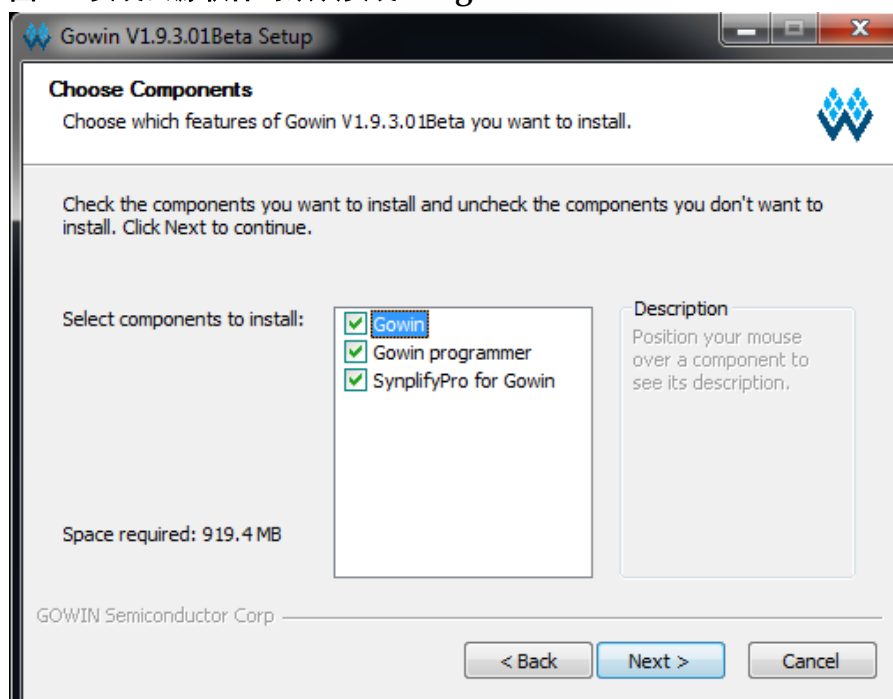 Gowin V1.9.3.01Beta Setup
Choose Components
Choose which features of Gowin V1.9.3.01Beta you want to install.
Check the components you want to install and uncheck the components you don't want to
install. Click Next to continue.
Select components to install:
Gowin
Gowin programmer
SynplifyPro for Gowin
Description
Position your mouse
over a component to
see its description.
Space required: 919.4MB
GOWIN Semiconductor Corp
< Back
Next >
Cancel